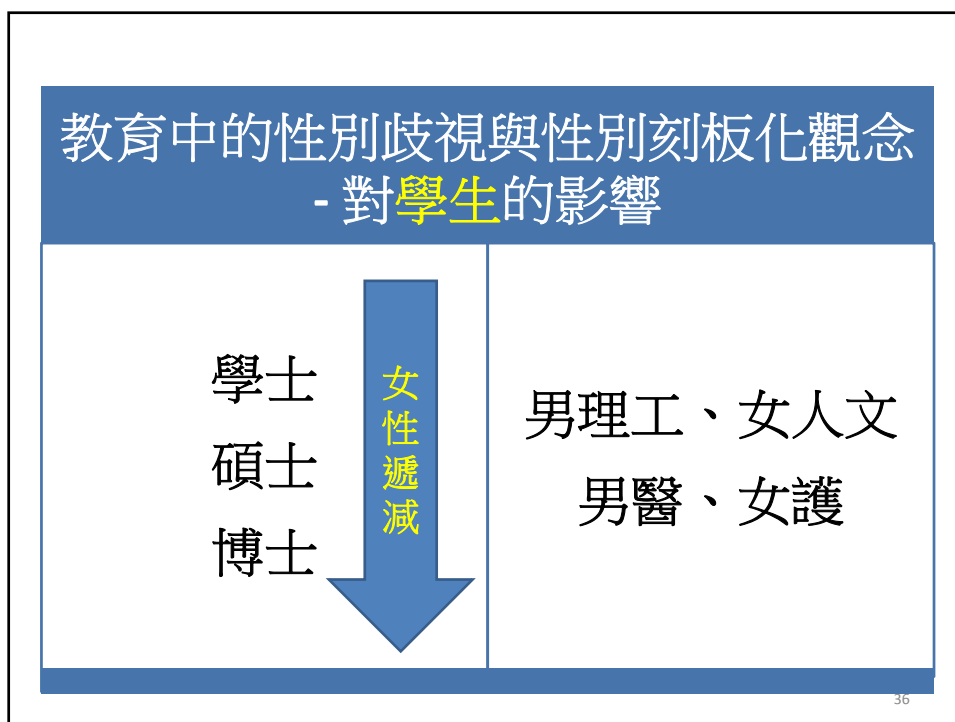 教育中的性別歧視與性別刻板化觀念
- 對學生的影響
學士
碩士
博士
女性遞減
男理工、女人文
男醫、女護
36